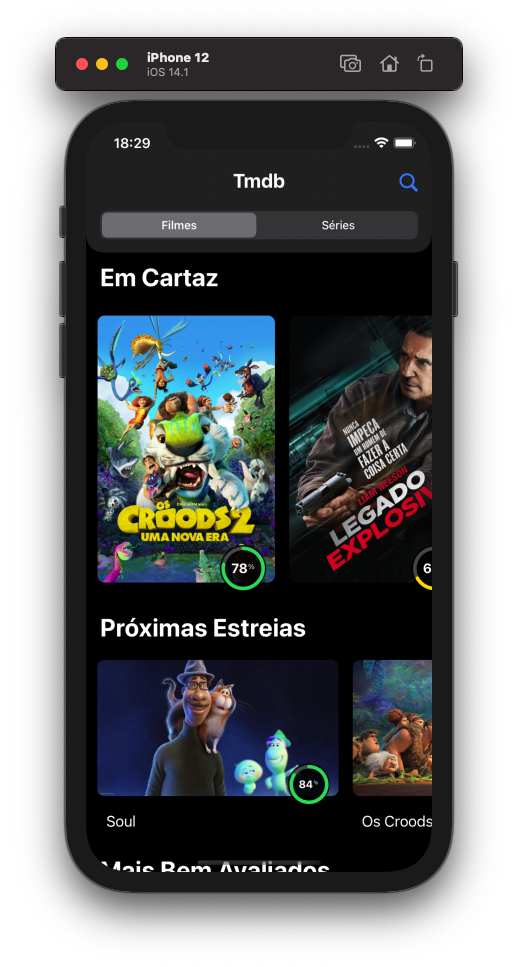 iPhone 12
iOS 14.1
18:29
Tmdb
Filmes
Séries
Em Cartaz
OS
CROODS 2
UMA NOVA ERA
78%
NUNCA
IMPEÇA
UM HOMEM DE
FAZER A
COISA CERTA
LIAM NEESON
LEGADO
EXPLOSIV
6
Próximas Estreias
84%
Soul
Os Croods
Mais Bem Avaliados